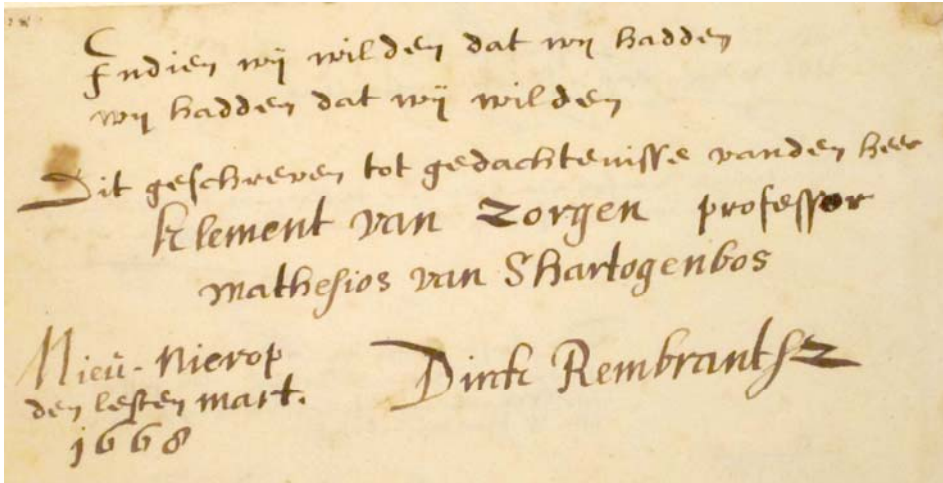 Indien wij wilden dat wij hadden
wij hadden dat wij wilden
Dit geschreven tot gedachtenisse vanden heer
Klement van Zorgen professor
mathesios van Shartogenbos
Nieu-Nierop
den lesten mart.
1668
Dirck Rembrantsz